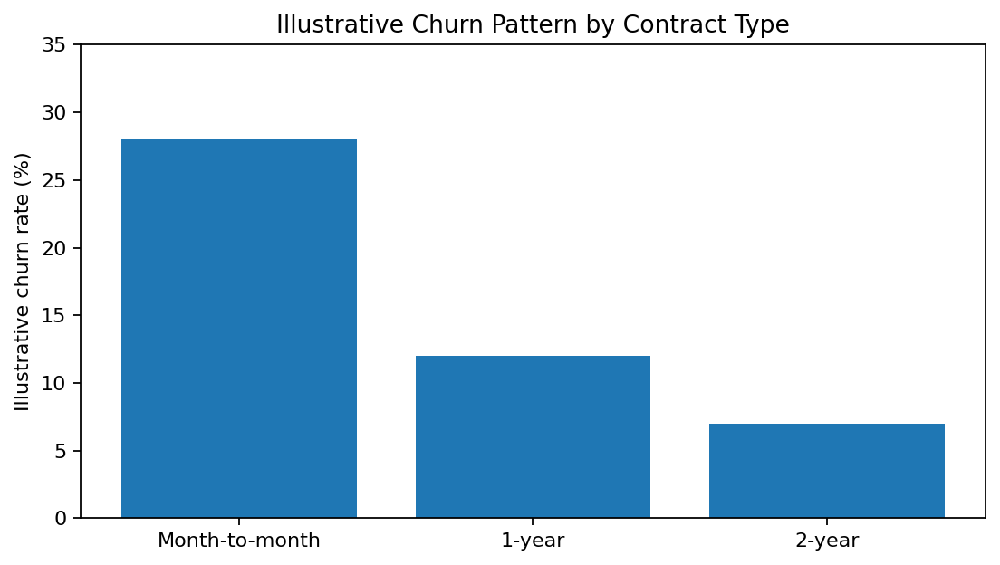 Illustrative Churn Pattern by Contract Type
Illustrative churn rate (%)
35
30
25
20
15
10
5
0
Month-to-month
1-year
2-year